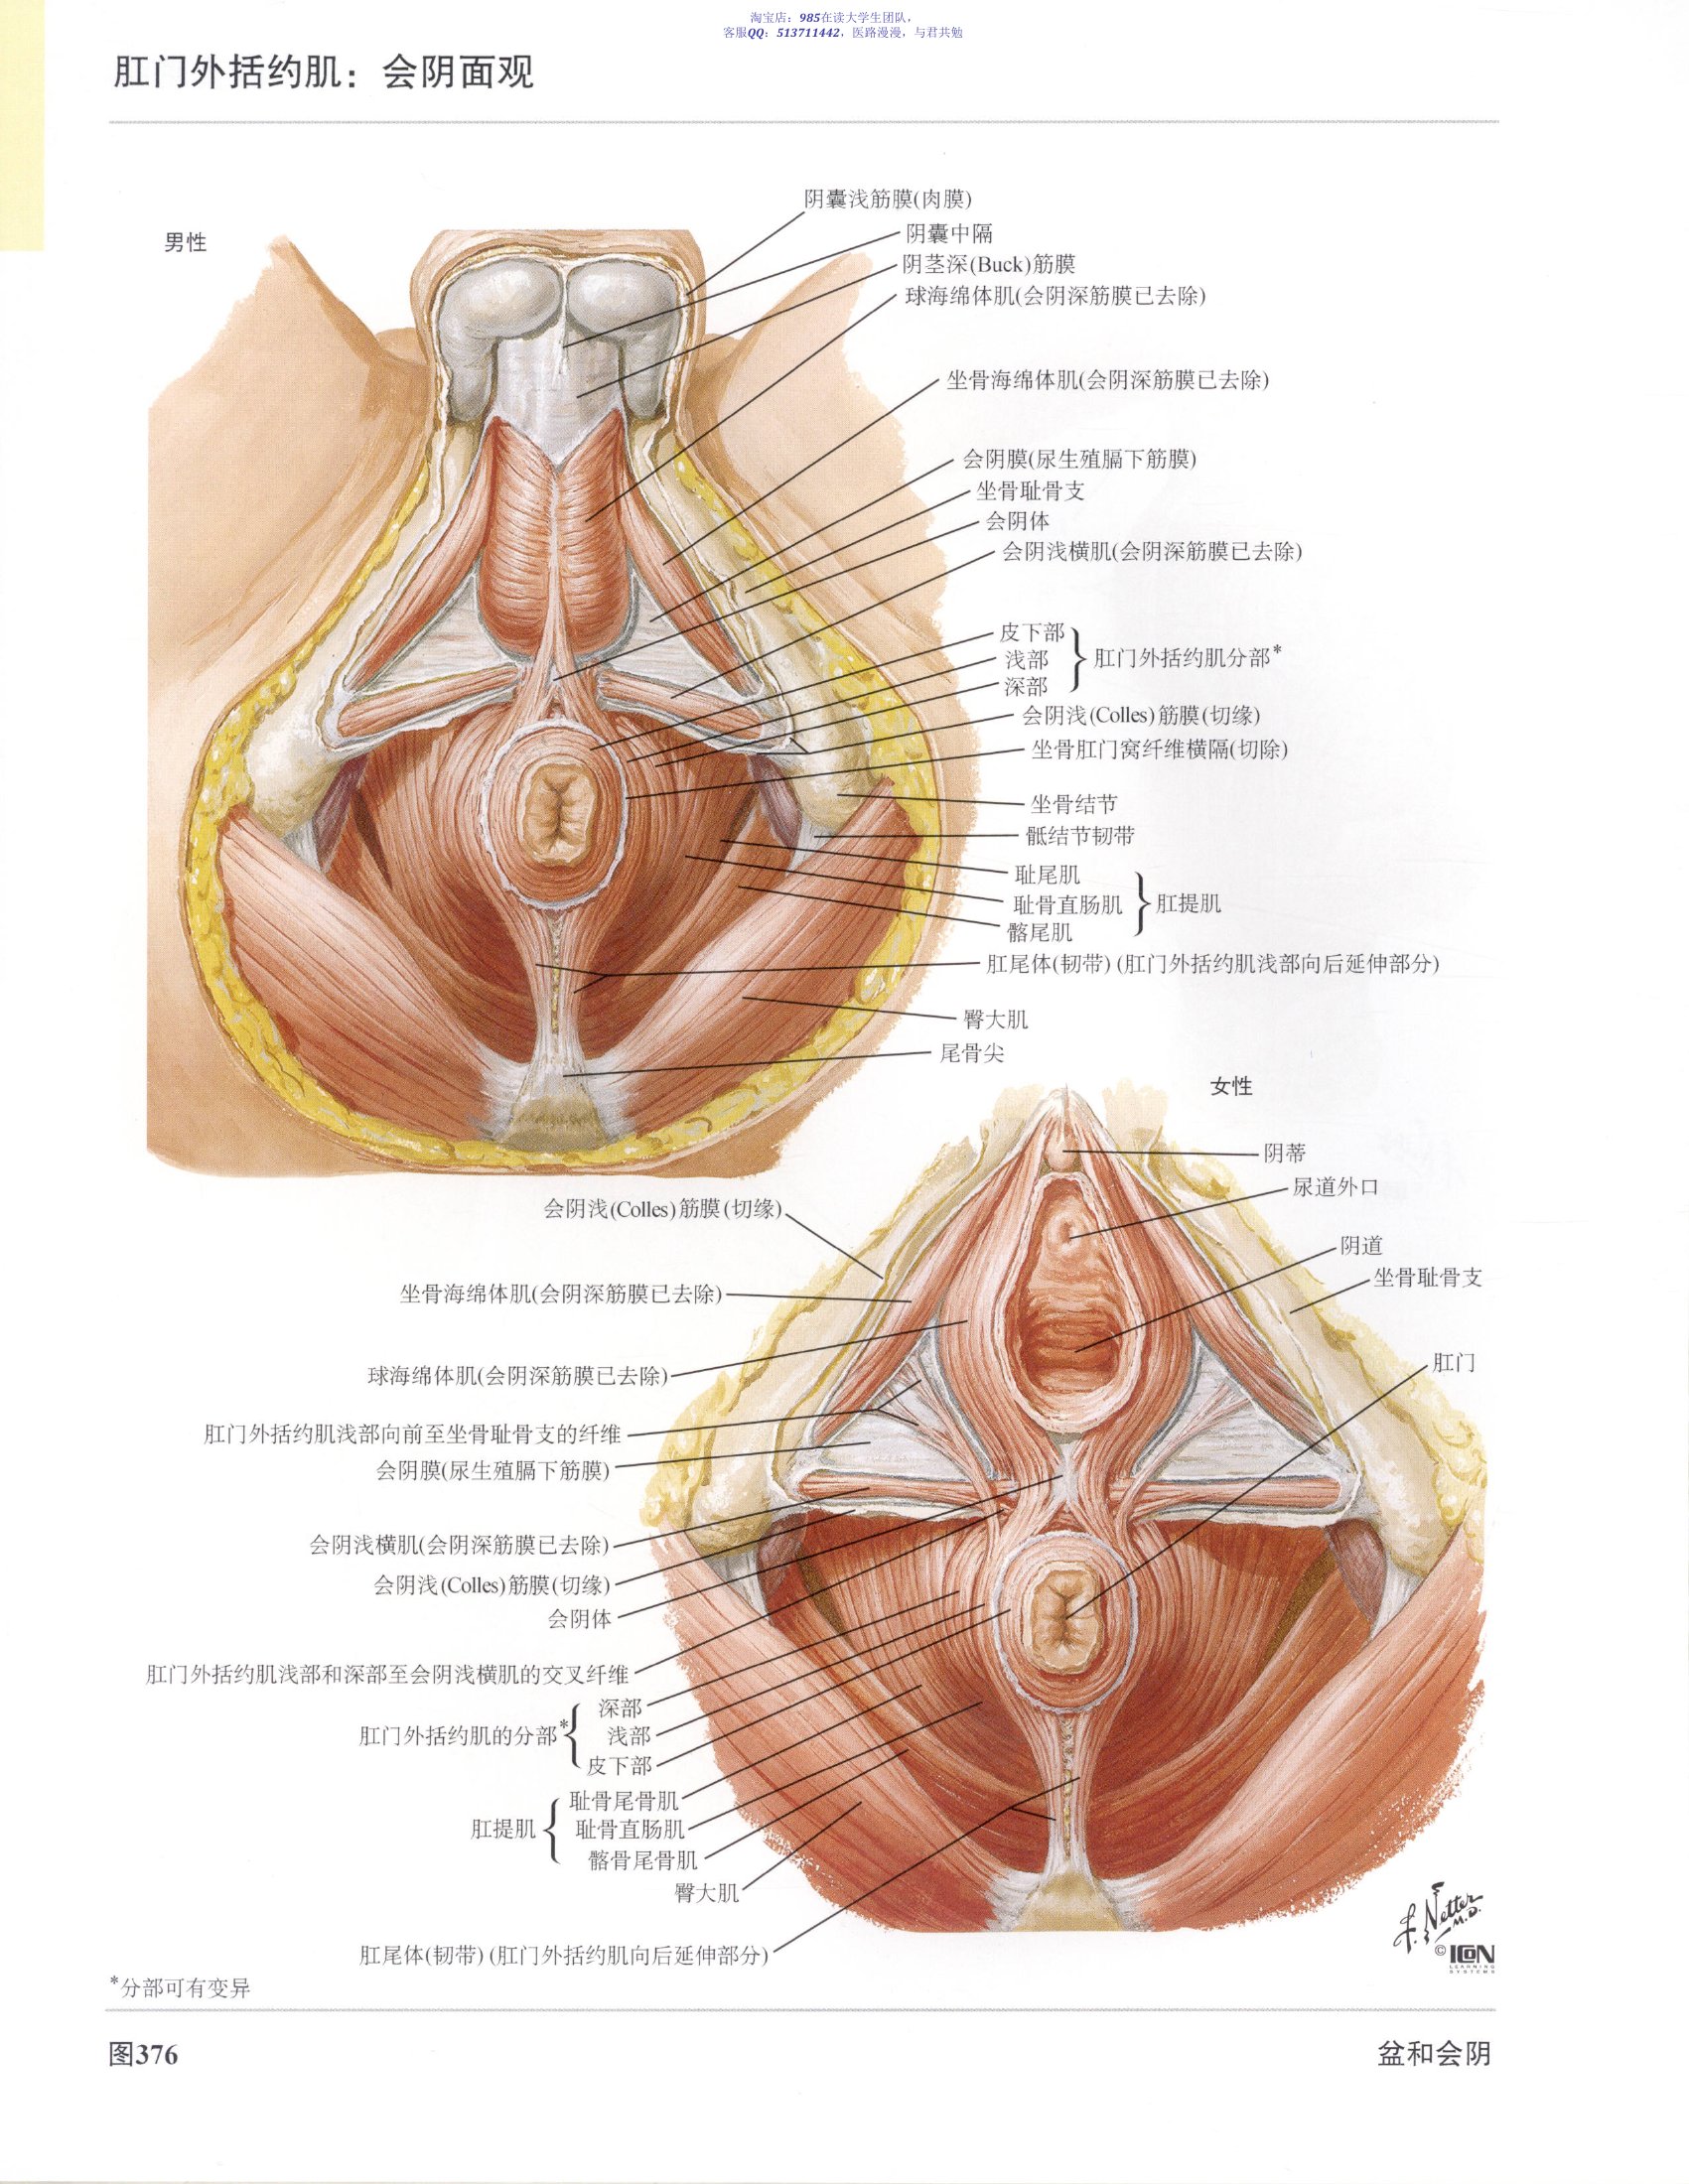 淘宝店：985在读大学生团队，
客服QQ：513711442，医路漫漫，与君共勉
肛门外括约肌：会阴面观
男性
阴囊浅筋膜(肉膜)
阴囊中隔
阴茎深(Buck)筋膜
球海绵体肌(会阴深筋膜已去除)
坐骨海绵体肌(会阴深筋膜已去除)
会阴膜(尿生殖膈下筋膜)
坐骨耻骨支
会阴体
会阴浅横肌(会阴深筋膜已去除)
皮下部
浅部
深部
肛门外括约肌分部*
会阴浅(Colles)筋膜(切缘)
坐骨肛门窝纤维横隔(切除)
坐骨结节
骶结节韧带
耻尾肌
耻骨直肠肌
髂尾肌
肛提肌
肛尾体(韧带)(肛门外括约肌浅部向后延伸部分)
臀大肌
尾骨尖
女性
阴蒂
尿道外口
阴道
坐骨耻骨支
肛门
会阴浅(Colles)筋膜(切缘)
坐骨海绵体肌(会阴深筋膜已去除)
球海绵体肌(会阴深筋膜已去除)
肛门外括约肌浅部向前至坐骨耻骨支的纤维
会阴膜(尿生殖膈下筋膜)
会阴浅横肌(会阴深筋膜已去除)
会阴浅(Colles)筋膜(切缘)
会阴体
肛门外括约肌浅部和深部至会阴浅横肌的交叉纤维
肛门外括约肌的分部*
深部
浅部
皮下部
肛提肌
耻骨尾骨肌
耻骨直肠肌
髂骨尾骨肌
臀大肌
肛尾体(韧带)(肛门外括约肌向后延伸部分)
F. Netter M.D.
© ICON
LEARNING SYSTEMS
*分部可有变异
图376
盆和会阴